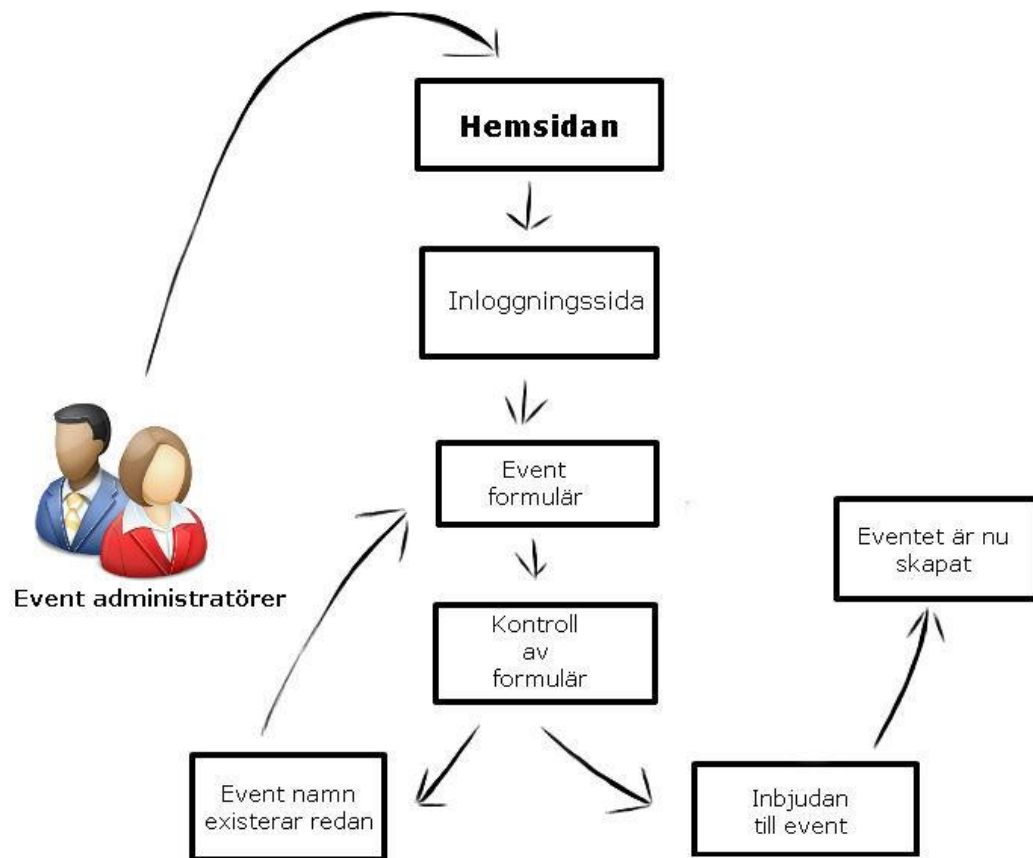 Hemsidan
Inloggningssida
Event
formulär
Eventet är nu
skapat
Event administratörer
Kontroll
av
formulär
Event namn
existerar redan
Inbjudan
till event